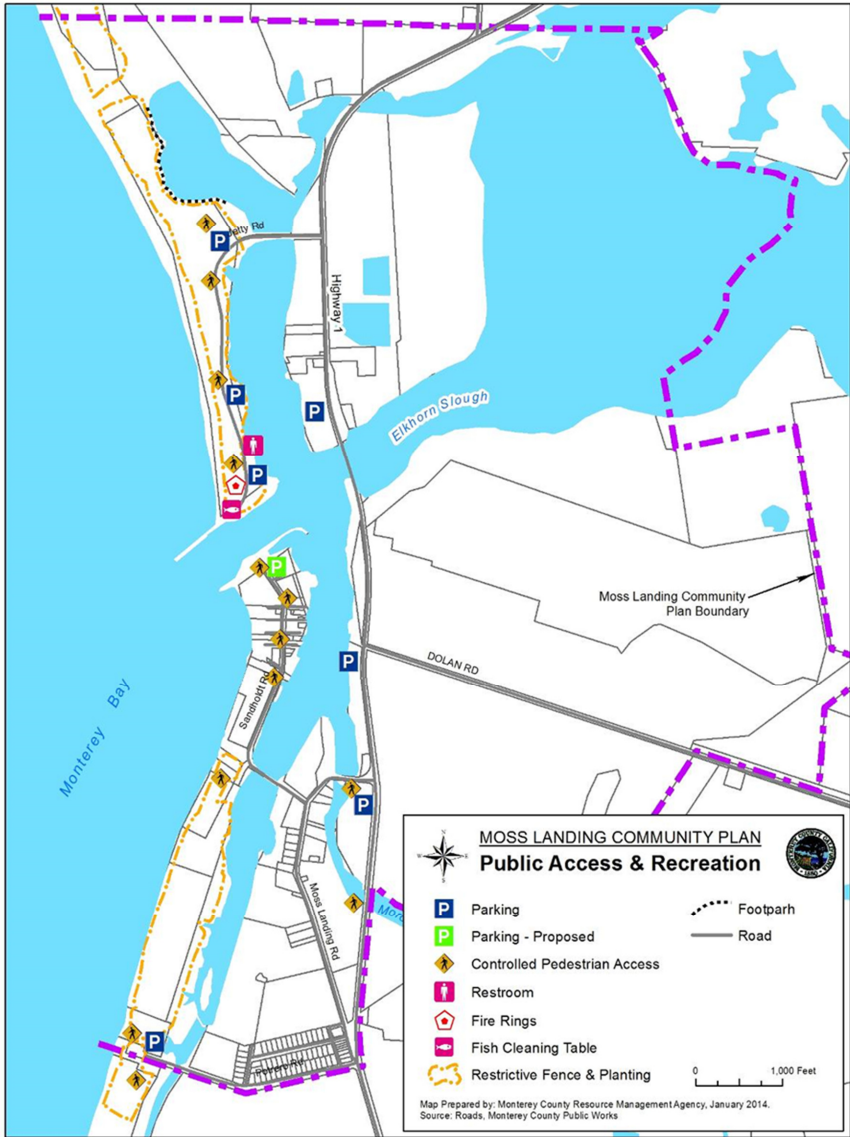 Jetty Rd
P
Highway 1
P
P
Elkhorn Slough
P
P
Moss Landing Community
Plan Boundary
P
DOLAN RD
Sandholdt Rd
Monterey Bay
P
Moss Landing Rd
Moro
P
Potrero Rd
MOSS LANDING COMMUNITY PLAN
Public Access & Recreation
N
W
E
S
P Parking
P Parking - Proposed
Controlled Pedestrian Access
Restroom
Fire Rings
Fish Cleaning Table
Restrictive Fence & Planting
Footparh
Road
0 1,000 Feet
Map Prepared by: Monterey County Resource Management Agency, January 2014.
Source: Roads, Monterey County Public Works